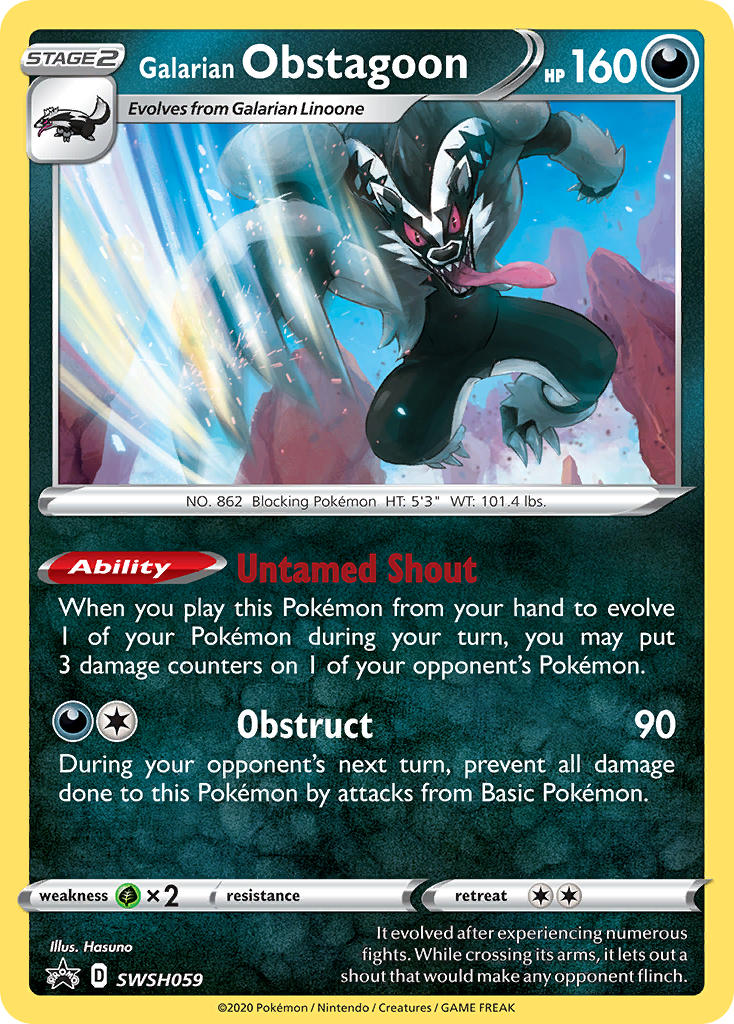 STAGE 2
Galarian Obstagoon
HP 160
Evolves from Galarian Linoone
NO. 862 Blocking Pokémon HT: 5'3" WT: 101.4 lbs.
Ability Untamed Shout
When you play this Pokémon from your hand to evolve
1 of your Pokémon during your turn, you may put
3 damage counters on 1 of your opponent's Pokémon.
Obstruct 90
During your opponent's next turn, prevent all damage
done to this Pokémon by attacks from Basic Pokémon.
weakness ×2 resistance retreat
It evolved after experiencing numerous
fights. While crossing its arms, it lets out a
shout that would make any opponent flinch.
Illus. Hasuno
PROMO D SWSH059
©2020 Pokémon / Nintendo / Creatures / GAME FREAK